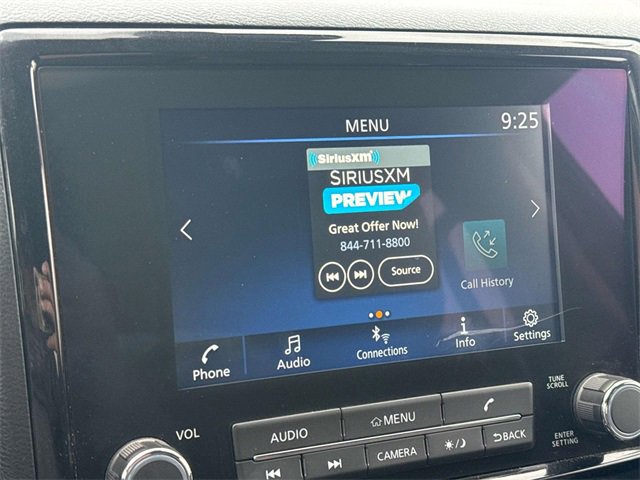 MENU
9:25
SiriusXM
SIRIUSXM
PREVIEW
Great Offer Now!
844-711-8800
Source
Call History
Phone
Audio
Connections
Info
Settings
VOL
AUDIO
MENU
CAMERA
BACK
TUNE
SCROLL
ENTER
SETTING